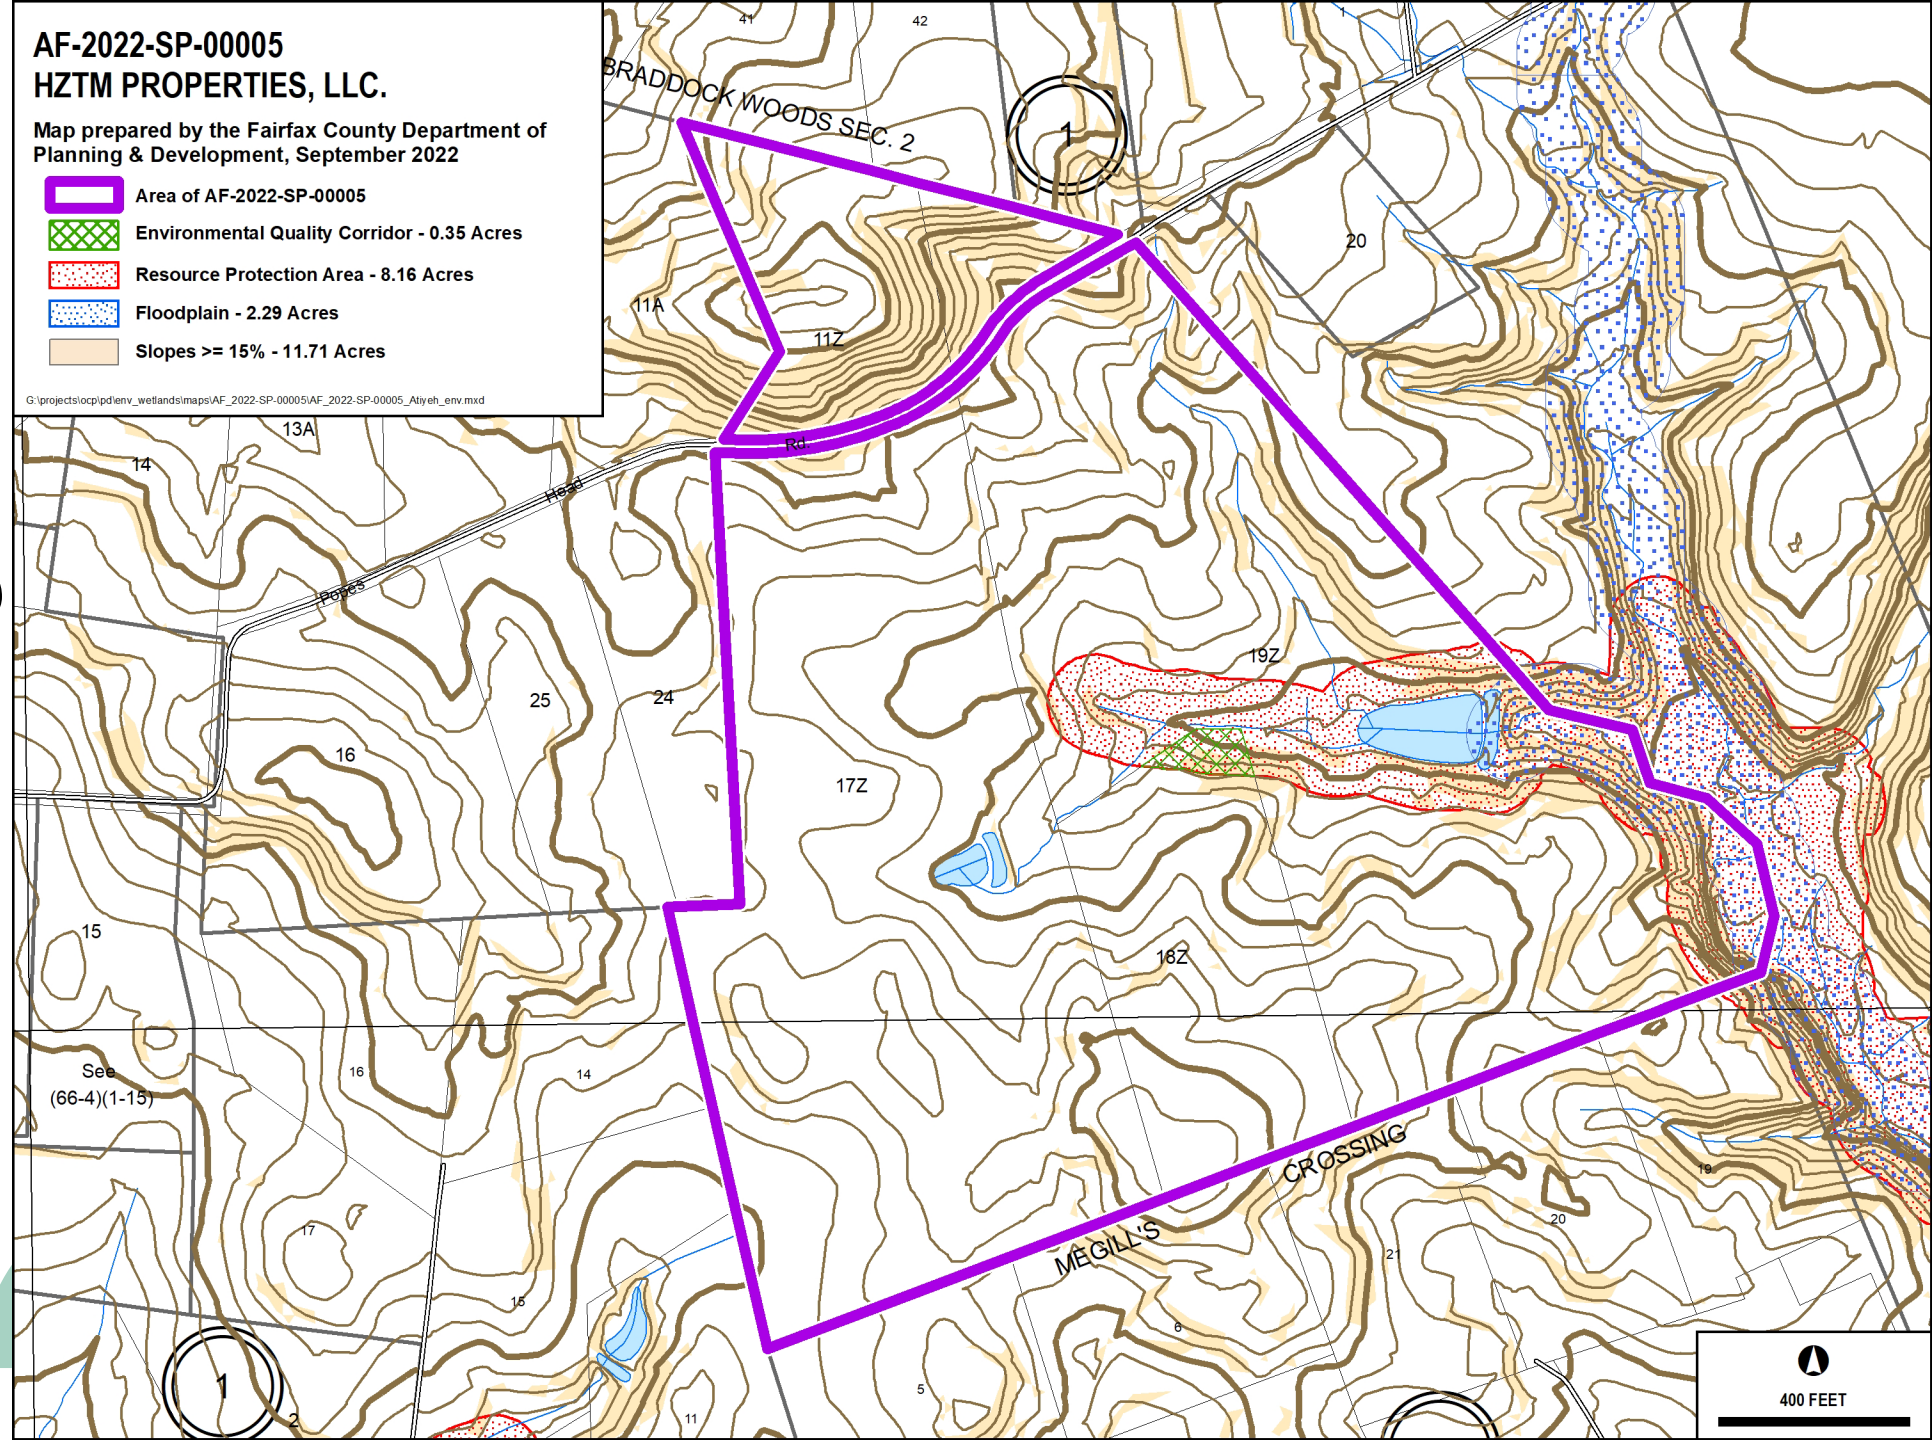 AF-2022-SP-00005
HZTM PROPERTIES, LLC.
Map prepared by the Fairfax County Department of
Planning & Development, September 2022
Area of AF-2022-SP-00005
Environmental Quality Corridor - 0.35 Acres
Resource Protection Area - 8.16 Acres
Floodplain - 2.29 Acres
Slopes >= 15% - 11.71 Acres
G:\projects\ocp\pd\env_wetlands\maps\AF_2022-SP-00005\AF_2022-SP-00005_Atiyeh_env.mxd
41
42
1
BRADDOCK WOODS SEC. 2
1
20
11A
11Z
13A
14
Rd.
Head
Popes
19Z
25
24
16
17Z
15
18Z
See
(66-4)(1-15)
16
14
CROSSING
19
MEGILL'S
20
17
21
15
6
1
2
5
11
400 FEET